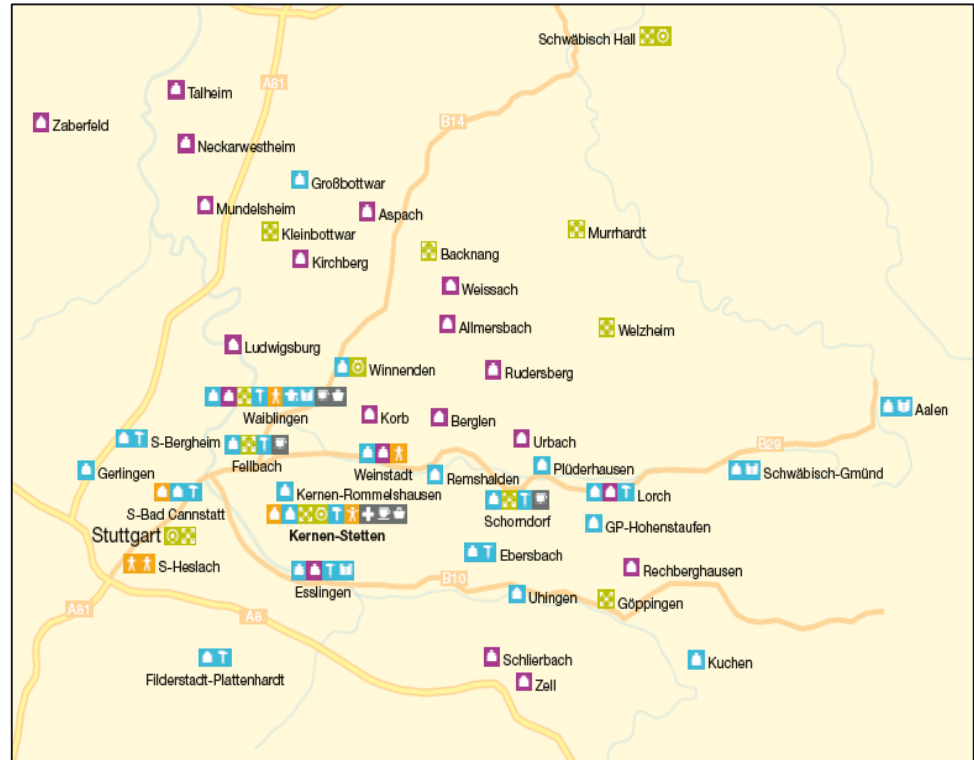 Schwäbisch Hall
A81
Talheim
Zaberfeld
B14
Neckarwestheim
Großbottwar
Mundelsheim
Aspach
Kleinbottwar
Murrhardt
Backnang
Kirchberg
Weissach
Allmersbach
Welzheim
Ludwigsburg
Winnenden
Rudersberg
Waiblingen
Korb
Berglen
Aalen
S-Bergheim
Urbach
B29
Fellbach
Weinstadt
Plüderhausen
Gerlingen
Remshalden
Schwäbisch-Gmünd
Kernen-Rommelshausen
Lorch
S-Bad Cannstatt
Schorndorf
GP-Hohenstaufen
Stuttgart
Kernen-Stetten
Ebersbach
S-Heslach
Rechberghausen
B10
Esslingen
Uhingen
Göppingen
A81
A8
Schlierbach
Kuchen
Filderstadt-Plattenhardt
Zell